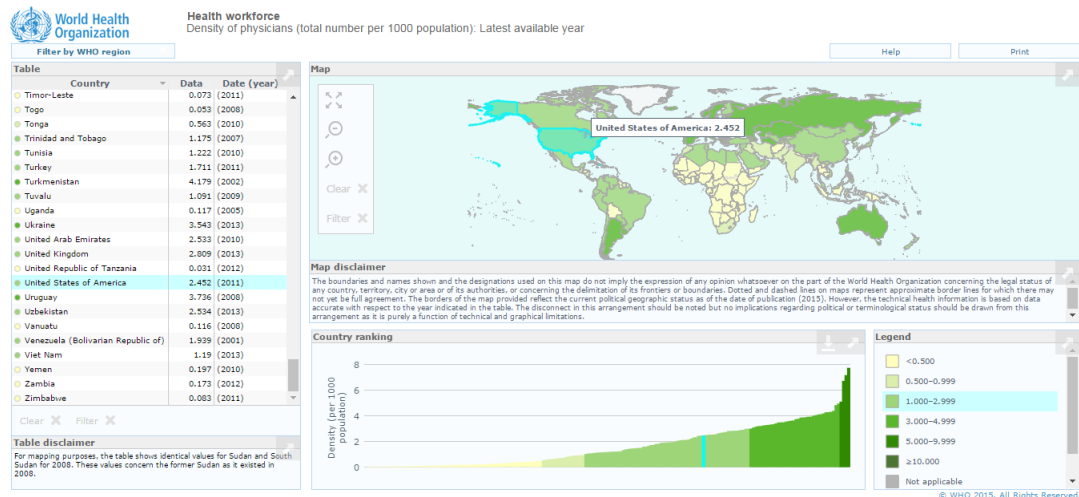 World Health
Organization
Health workforce
Density of physicians (total number per 1000 population): Latest available year
Filter by WHO region
Help
Print
Table
Country Data Date (year)
Timor-Leste 0.073 (2011)
Togo 0.053 (2008)
Tonga 0.563 (2010)
Trinidad and Tobago 1.175 (2007)
Tunisia 1.222 (2010)
Turkey 1.711 (2011)
Turkmenistan 4.179 (2002)
Tuvalu 1.091 (2009)
Uganda 0.117 (2005)
Ukraine 3.543 (2013)
United Arab Emirates 2.533 (2010)
United Kingdom 2.809 (2013)
United Republic of Tanzania 0.031 (2012)
United States of America 2.452 (2011)
Uruguay 3.736 (2008)
Uzbekistan 2.534 (2013)
Vanuatu 0.116 (2008)
Venezuela (Bolivarian Republic of) 1.939 (2001)
Viet Nam 1.19 (2013)
Yemen 0.197 (2010)
Zambia 0.173 (2012)
Zimbabwe 0.083 (2011)
Clear Filter
Table disclaimer
For mapping purposes, the table shows identical values for Sudan and South
Sudan for 2008. These values concern the former Sudan as it existed in
2008.
Map
Clear
Filter
United States of America: 2.452
Map disclaimer
The boundaries and names shown and the designations used on this map do not imply the expression of any opinion whatsoever on the part of the World Health Organization concerning the legal status of
any country, territory, city or area or of its authorities, or concerning the delimitation of its frontiers or boundaries. Dotted and dashed lines on maps represent approximate border lines for which there may
not yet be full agreement. The borders of the map provided reflect the current political geographic status as of the date of publication (2015). However, the technical health information is based on data
accurate with respect to the year indicated in the table. The disconnect in this arrangement should be noted but no implications regarding political or terminological status should be drawn from this
arrangement as it is purely a function of technical and graphical limitations.
Country ranking
Density (per 1000
population)
8
6
4
2
0
Legend
<0.500
0.500–0.999
1.000–2.999
3.000–4.999
5.000–9.999
≥10.000
Not applicable
© WHO 2015. All Rights Reserved.